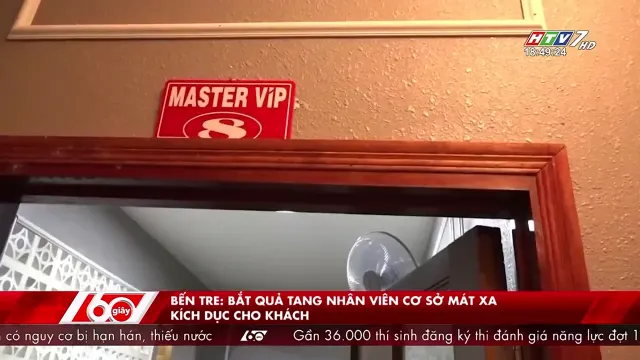 HTV7 HD
18:49:24
MASTER VIP
8
60 giây
BẾN TRE: BẮT QUẢ TANG NHÂN VIÊN CƠ SỞ MÁT XA
KÍCH DỤC CHO KHÁCH
có nguy cơ bị hạn hán, thiếu nước Gần 36.000 thí sinh đăng ký thi đánh giá năng lực đợt 1